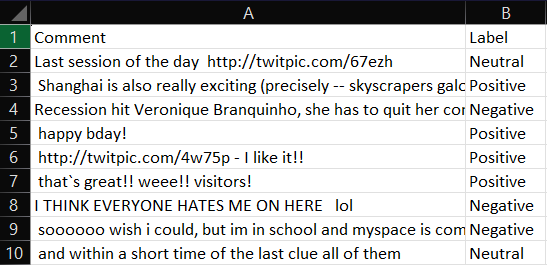 A B
1 Comment Label
2 Last session of the day http://twitpic.com/67ezh Neutral
3 Shanghai is also really exciting (precisely -- skyscrapers galo Positive
4 Recession hit Veronique Branquinho, she has to quit her com Negative
5 happy bday! Positive
6 http://twitpic.com/4w75p - I like it!! Positive
7 that`s great!! weee!! visitors! Positive
8 I THINK EVERYONE HATES ME ON HERE lol Negative
9 soooooo wish i could, but im in school and myspace is com Negative
10 and within a short time of the last clue all of them Neutral